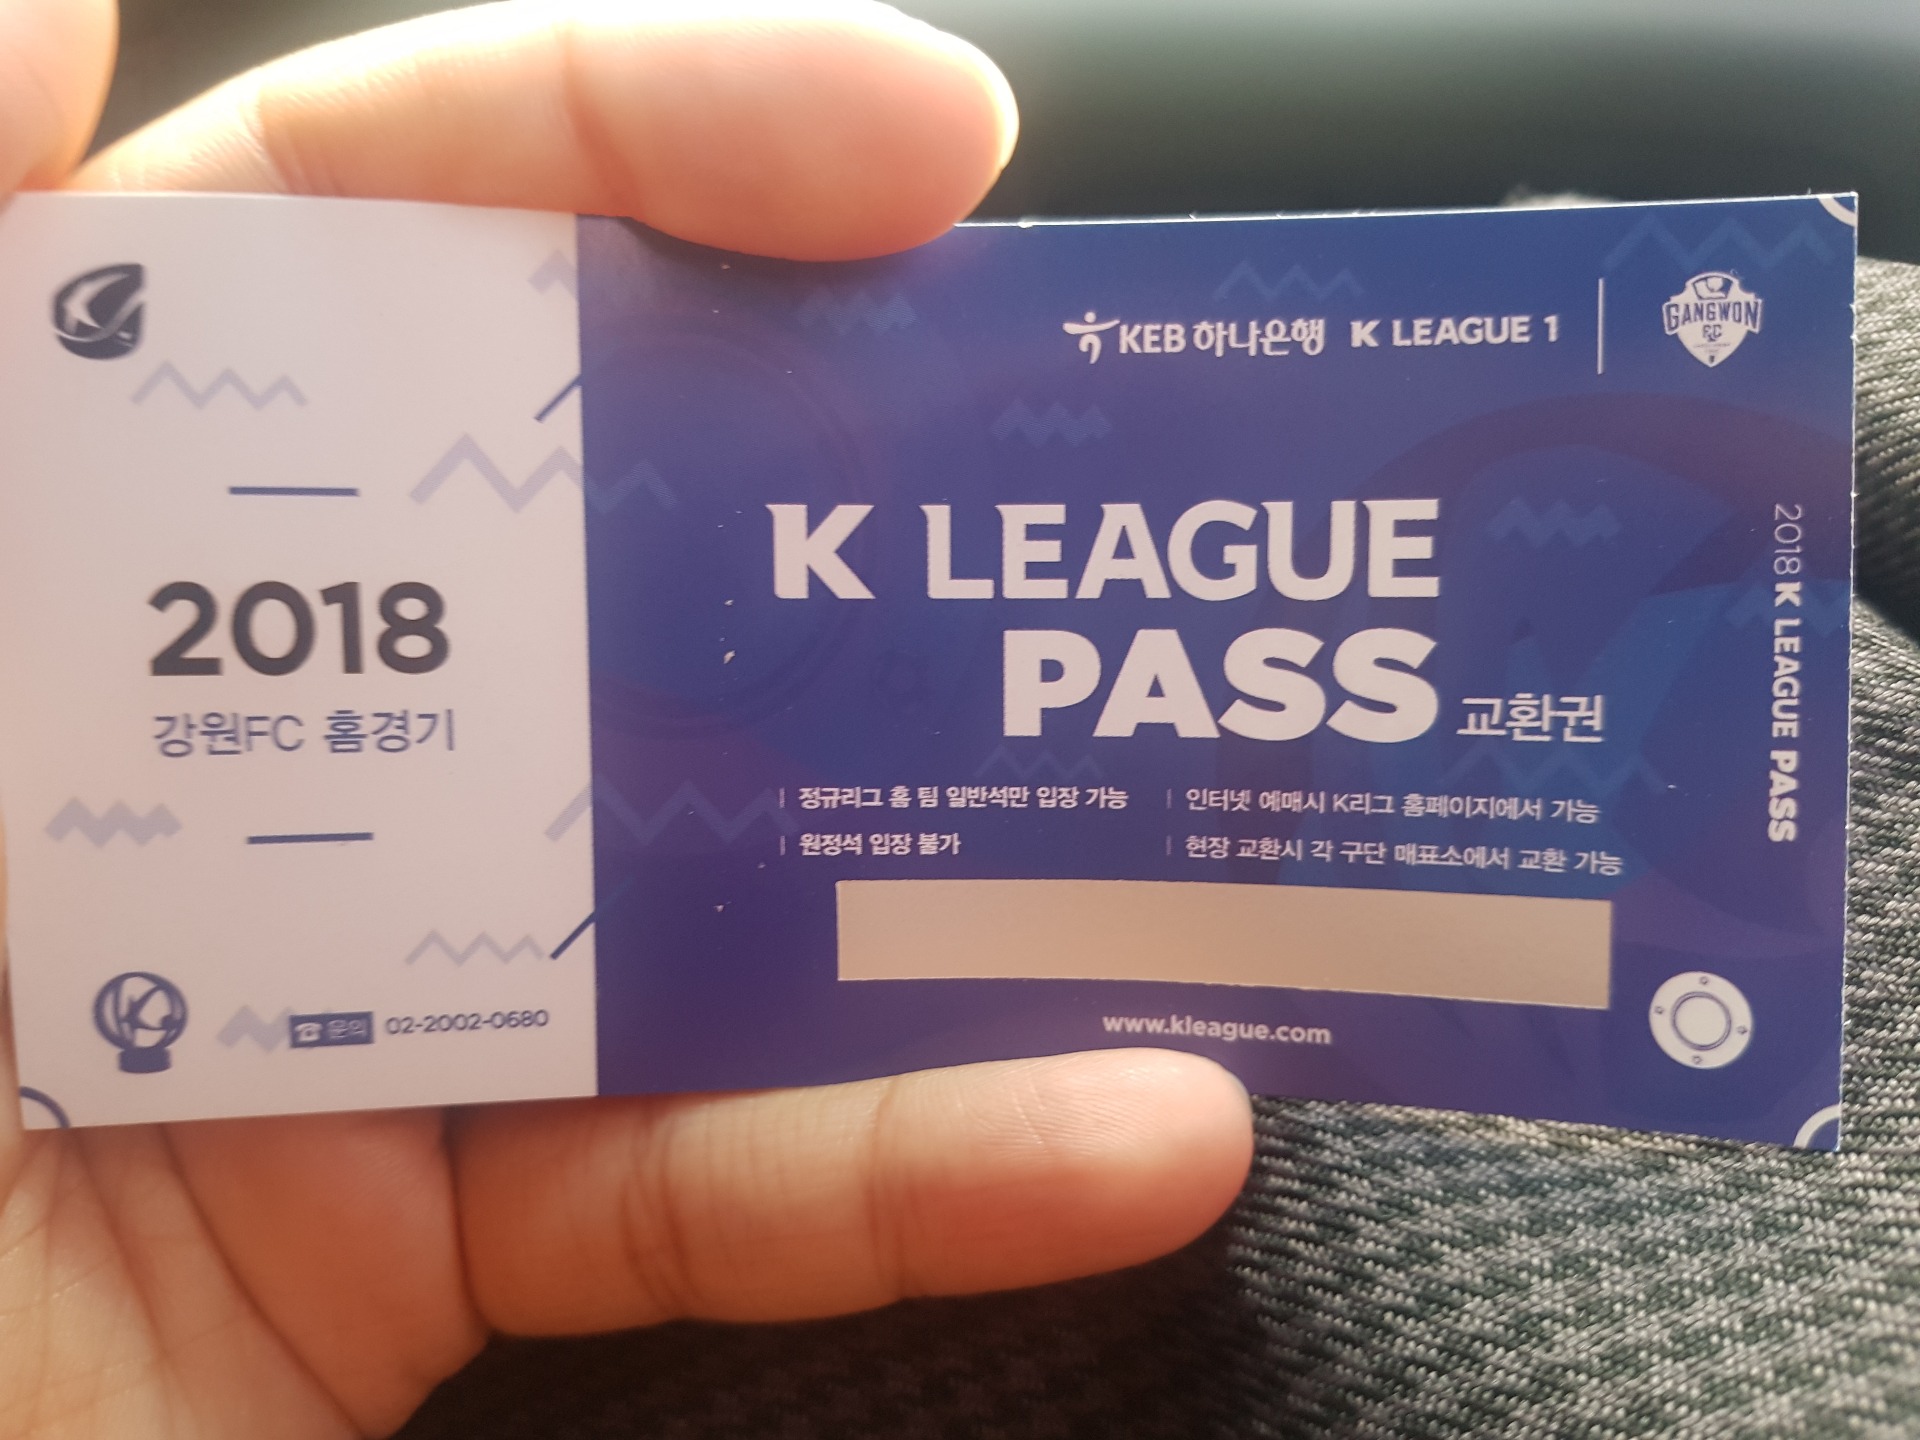 2018
강원FC 홈경기
문의 02-2002-0680
KEB 하나은행 K LEAGUE 1
GANGWON
FC
K LEAGUE
PASS 교환권
정규리그 홈 팀 일반석만 입장 가능
원정석 입장 불가
인터넷 예매시 K리그 홈페이지에서 가능
현장 교환시 각 구단 매표소에서 교환 가능
www.kleague.com
2018 K LEAGUE PASS